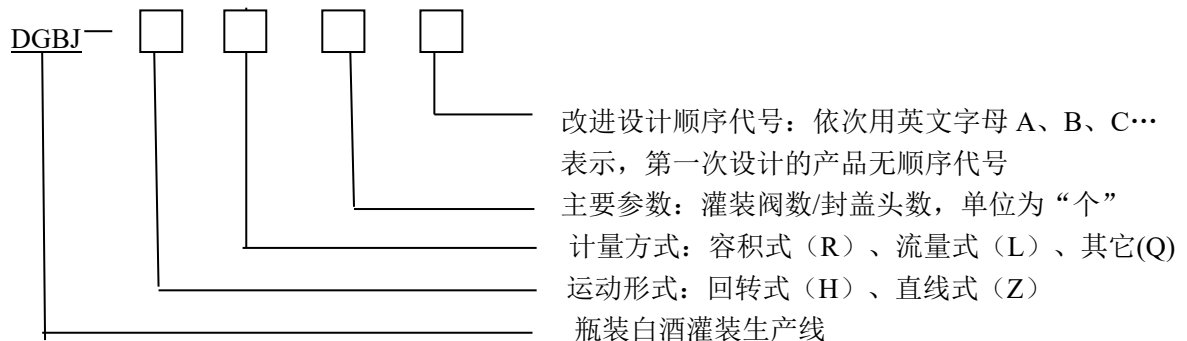 DGBJ—
改进设计顺序代号：依次用英文字母 A、B、C…
表示，第一次设计的产品无顺序代号
主要参数：灌装阀数/封盖头数，单位为“个”
计量方式：容积式（R）、流量式（L）、其它(Q)
运动形式：回转式（H）、直线式（Z）
瓶装白酒灌装生产线